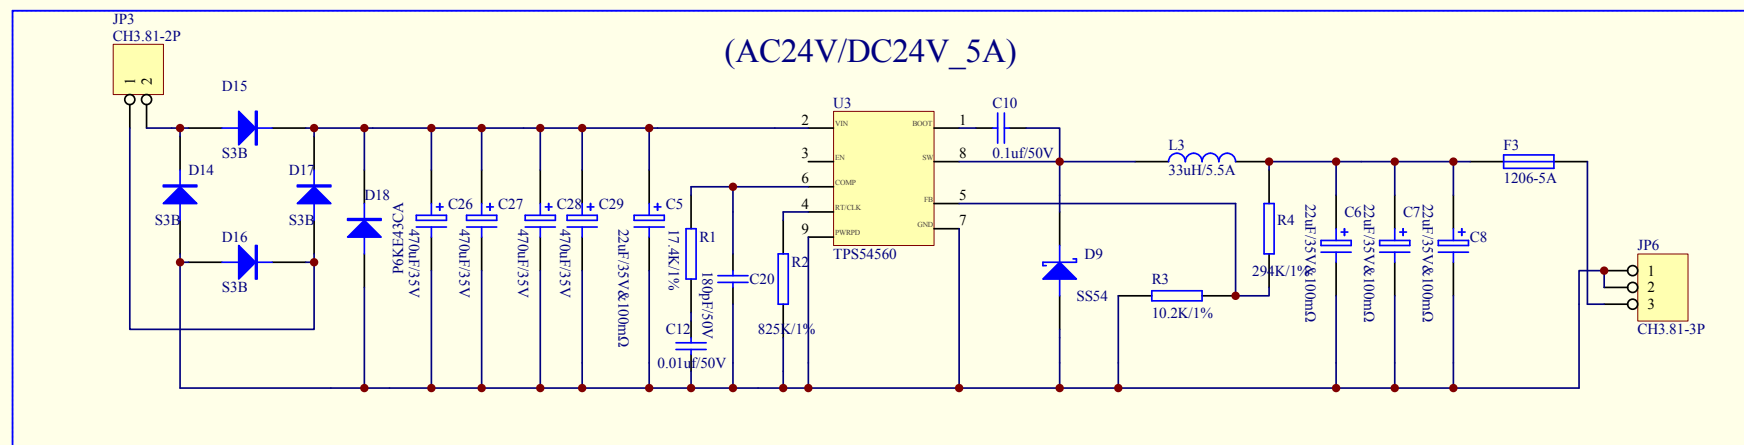 JP3
CH3.81-2P
1
2
(AC24V/DC24V_5A)
D15
S3B
D14
S3B
D17
S3B
D16
S3B
D18
P6KE43CA
C26
470uF/35V
C27
470uF/35V
C28
470uF/35V
C29
470uF/35V
C5
22uF/35V&100mΩ
R1
17.4K/1%
C12
0.01uf/50V
C20
180pF/50V
R2
825K/1%
U3
2
VIN
3
EN
6
COMP
4
RT/CLK
9
PWRPD
BOOT
1
SW
8
FB
5
GND
7
TPS54560
C10
0.1uf/50V
D9
SS54
L3
33uH/5.5A
R3
10.2K/1%
R4
294K/1%
C6
22uF/35V&100mΩ
C7
22uF/35V&100mΩ
C8
22uF/35V&100mΩ
F3
1206-5A
JP6
1
2
3
CH3.81-3P